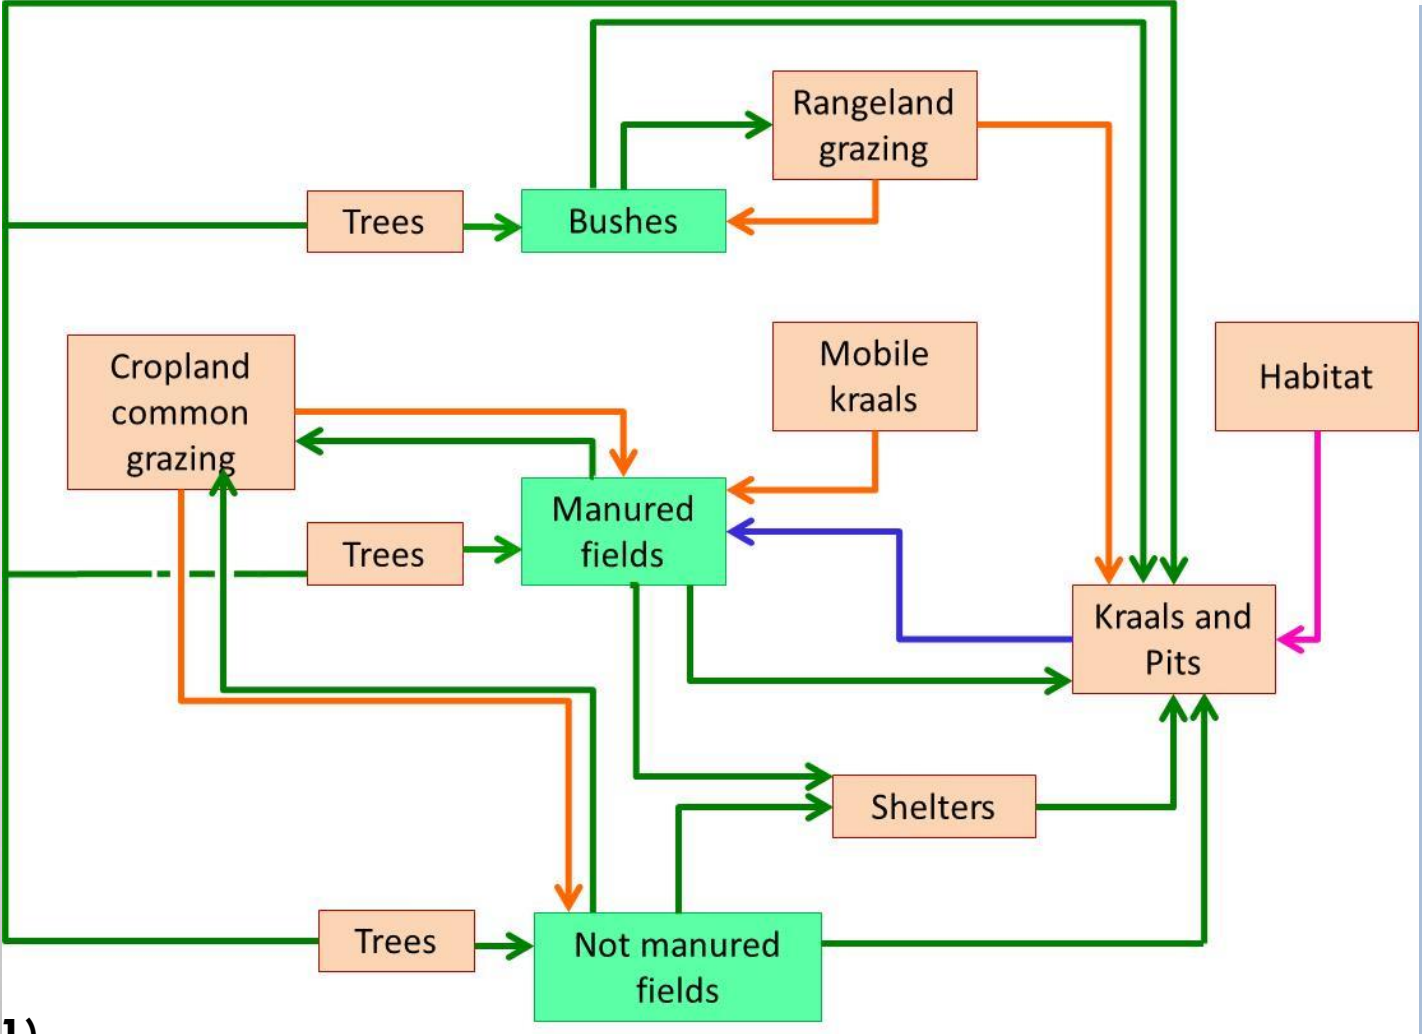 Rangeland
grazing
Trees
Bushes
Cropland
common
grazing
Mobile
kraals
Habitat
Manured
fields
Trees
Kraals and
Pits
Shelters
Trees
Not manured
fields
1)